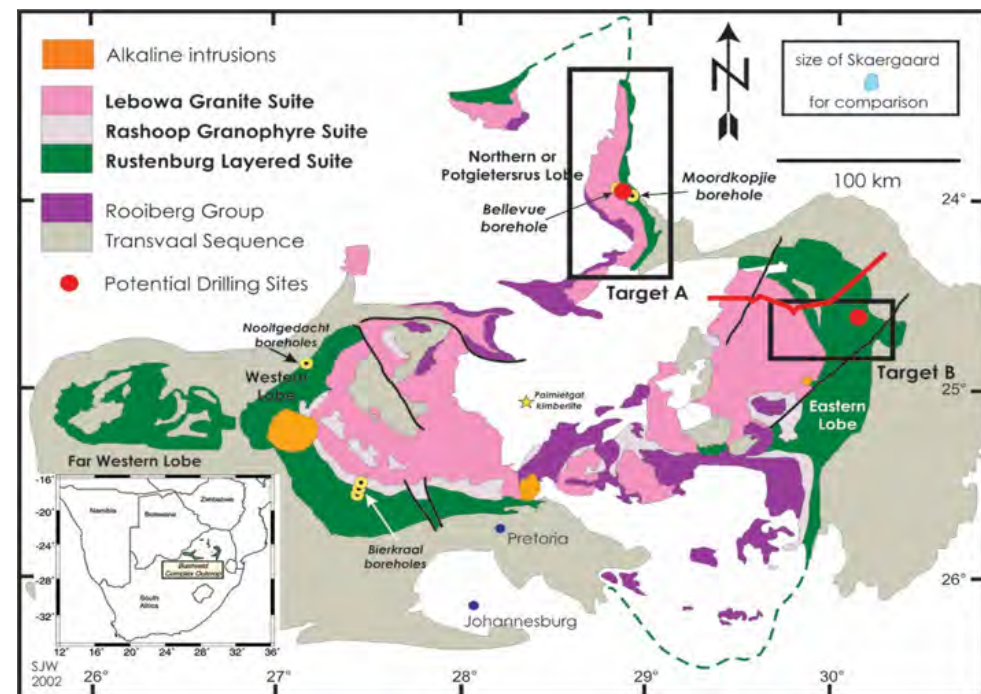 Alkaline intrusions
Lebowa Granite Suite
Rashoop Granophyre Suite
Rustenburg Layered Suite
Rooiberg Group
Transvaal Sequence
Potential Drilling Sites
N
size of Skaergaard
for comparison
100 km
24°
25°
26°
Northern or
Potgietersrus Lobe
Moordkopjie
borehole
Bellevue
borehole
Target A
Nooitgedacht
boreholes
Western
Lobe
Palmietgat
kimberlite
Target B
Eastern
Lobe
Far Western Lobe
Bierkraal
boreholes
Pretoria
Johannesburg
-16
-20
-24
-28
-32
Namibia
Botswana
Zimbabwe
Bushveld
Complex Outcrop
South
Africa
12
16
20
24
28
32
36
SJW
2002
26°
27°
28°
29°
30°